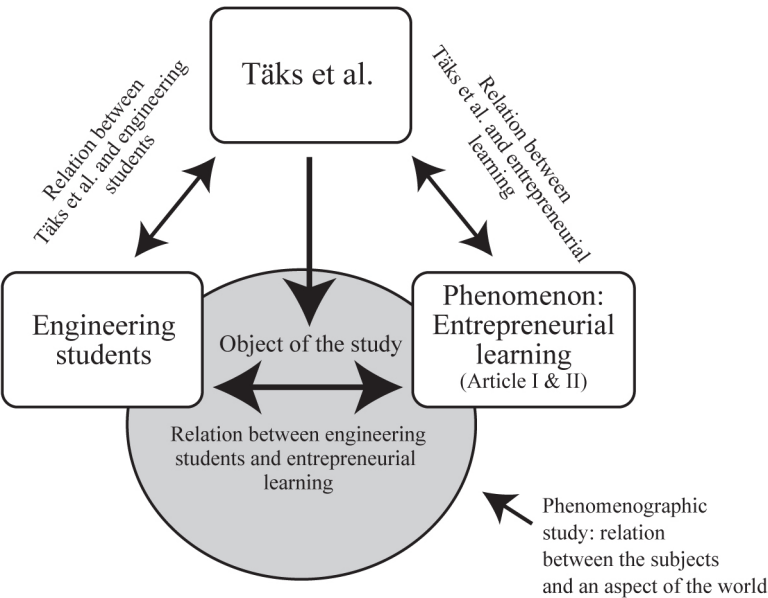 Täks et al.
Relation between
Täks et al. and engineering
students
Relation between
Täks et al. and entrepreneurial
learning
Engineering
students
Phenomenon:
Entrepreneurial
learning
(Article I & II)
Object of the study
Relation between engineering
students and entrepreneurial
learning
Phenomenographic
study: relation
between the subjects
and an aspect of the world